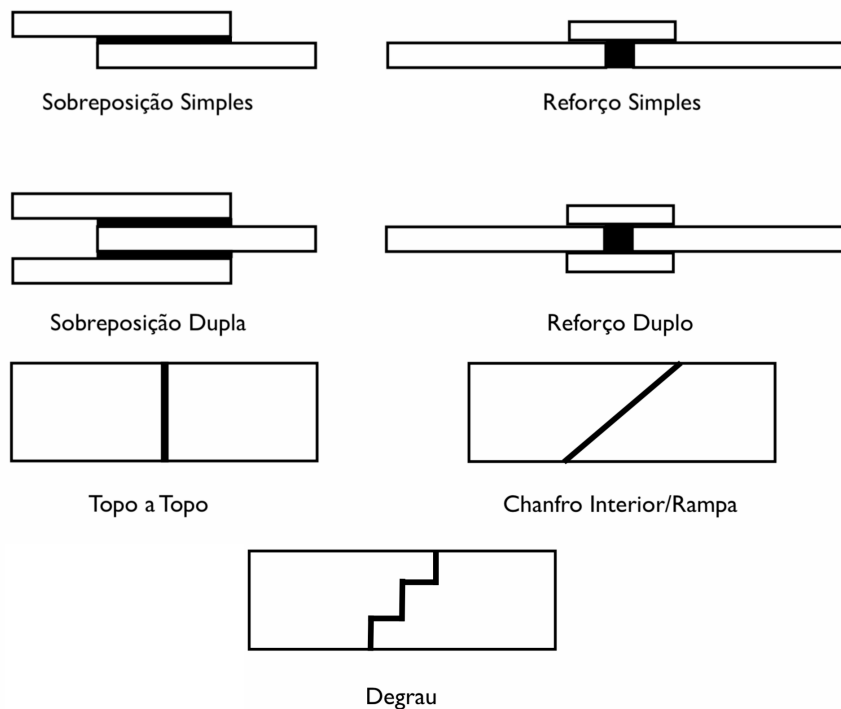 Sobreposição Simples
Reforço Simples
Sobreposição Dupla
Reforço Duplo
Topo a Topo
Chanfro Interior/Rampa
Degrau